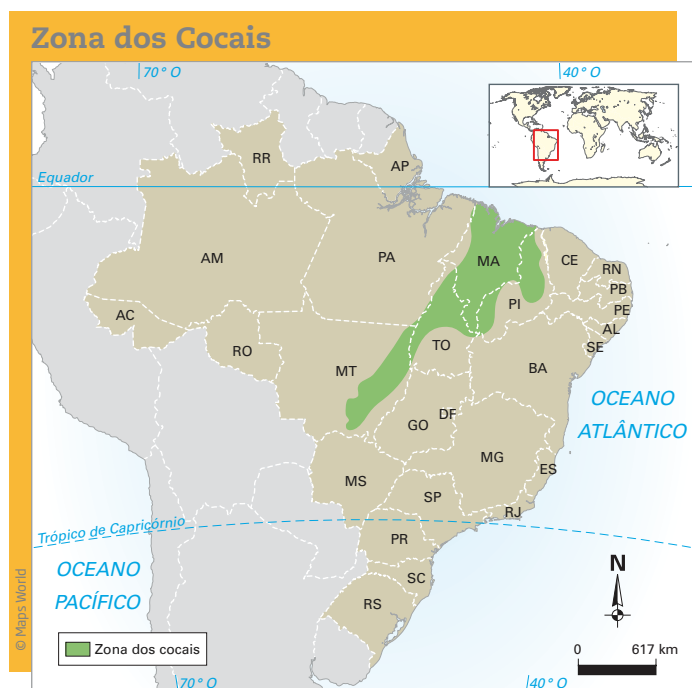 Zona dos Cocais
70° O
40° O
Equador
RR
AP
AM
PA
MA
CE
RN
PB
PE
AL
SE
PI
AC
RO
TO
MT
BA
GO
DF
MG
ES
MS
SP
RJ
PR
SC
RS
OCEANO
ATLÂNTICO
Trópico de Capricórnio
OCEANO
PACÍFICO
N
Zona dos cocais
0 617 km
70° O
40° O
© Maps World